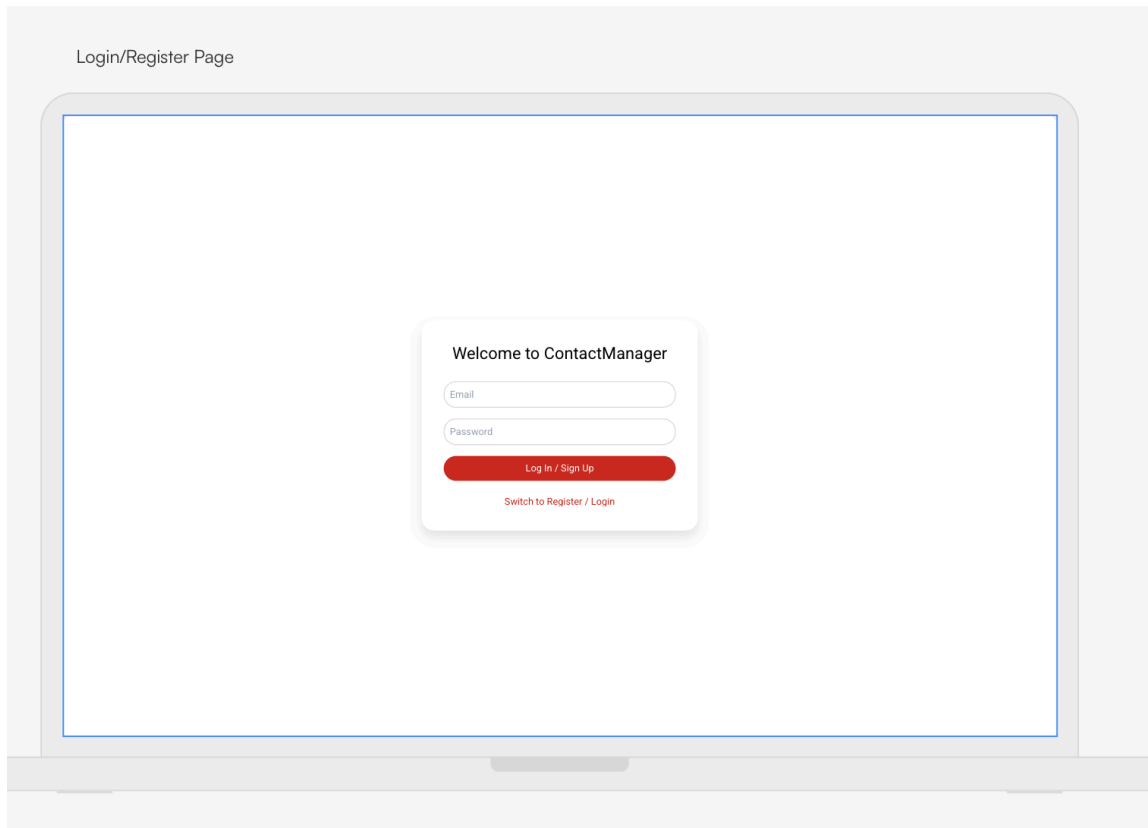 Login/Register Page
Welcome to ContactManager
Email
Password
Log In / Sign Up
Switch to Register / Login